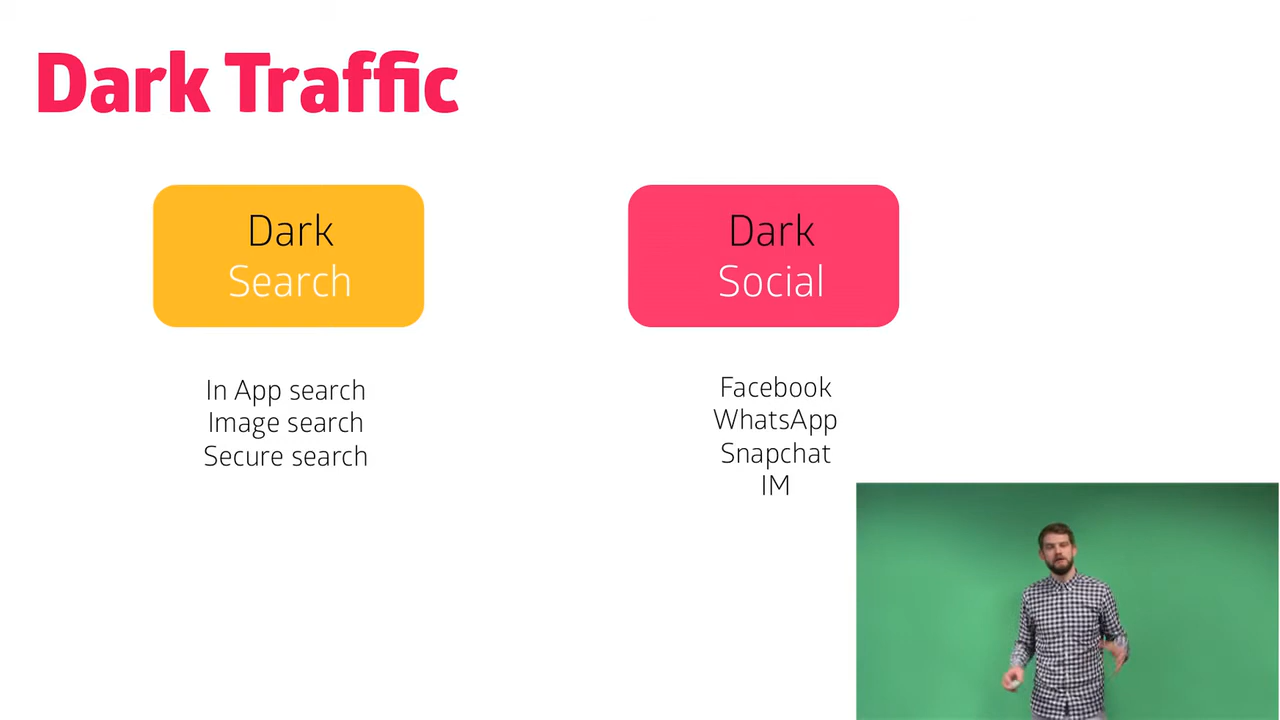 Dark Traffic
Dark
Search
In App search
Image search
Secure search
Dark
Social
Facebook
WhatsApp
Snapchat
IM